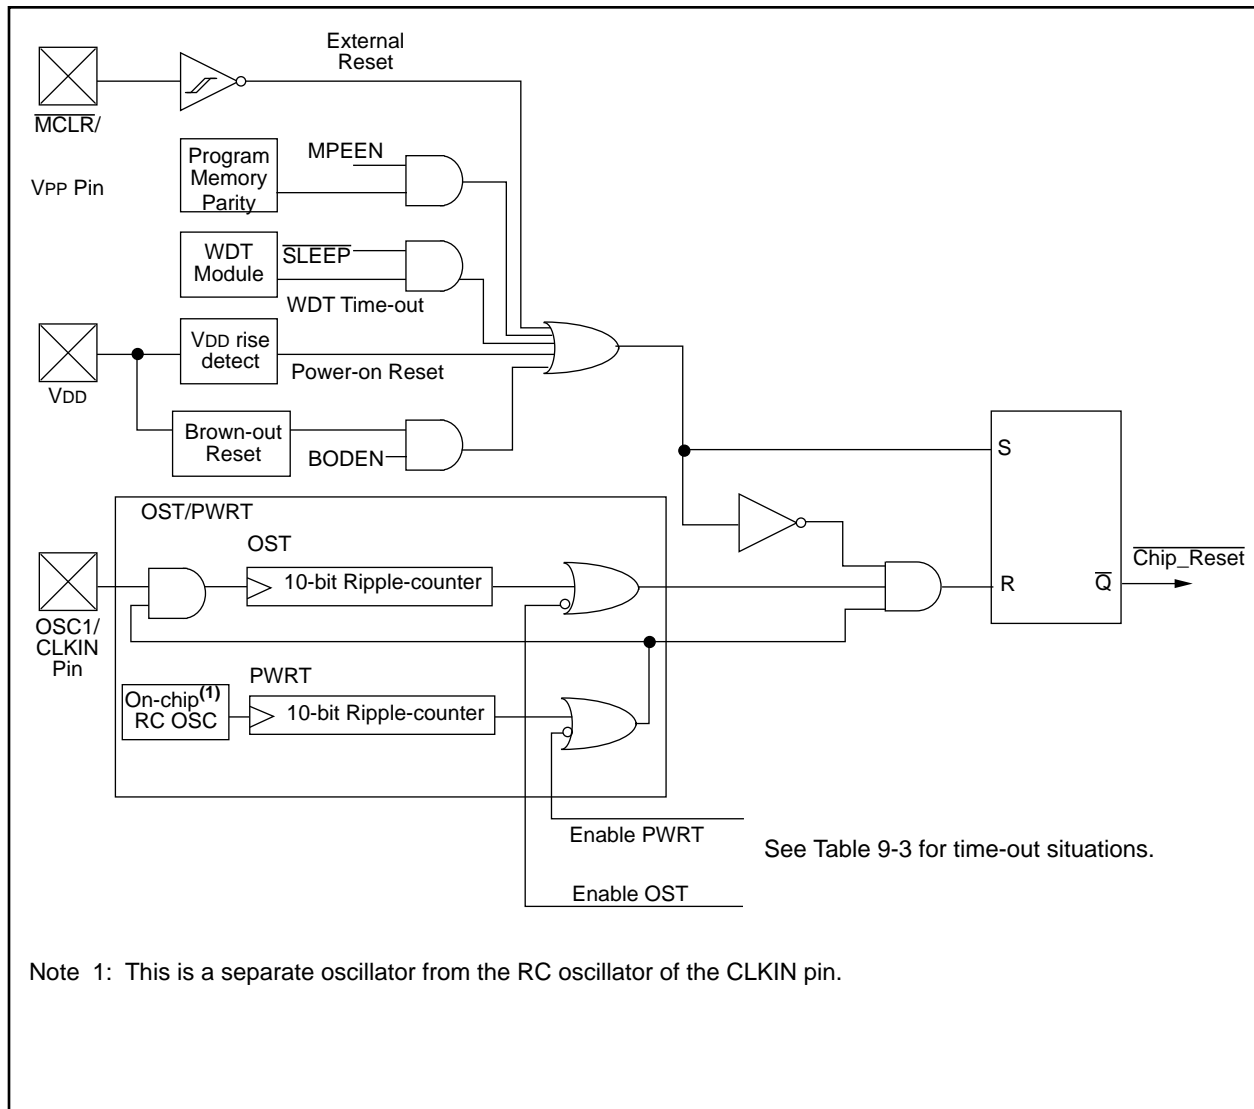 External
Reset
MCLR/
VPP Pin
Program
Memory
Parity
MPEEN
WDT
Module
SLEEP
WDT Time-out
VDD rise
detect
Power-on Reset
VDD
Brown-out
Reset
BODEN
S
R
Q
Chip_Reset
OST/PWRT
OST
10-bit Ripple-counter
OSC1/
CLKIN
Pin
PWRT
On-chip(1)
RC OSC
10-bit Ripple-counter
Enable PWRT
See Table 9-3 for time-out situations.
Enable OST
Note 1: This is a separate oscillator from the RC oscillator of the CLKIN pin.